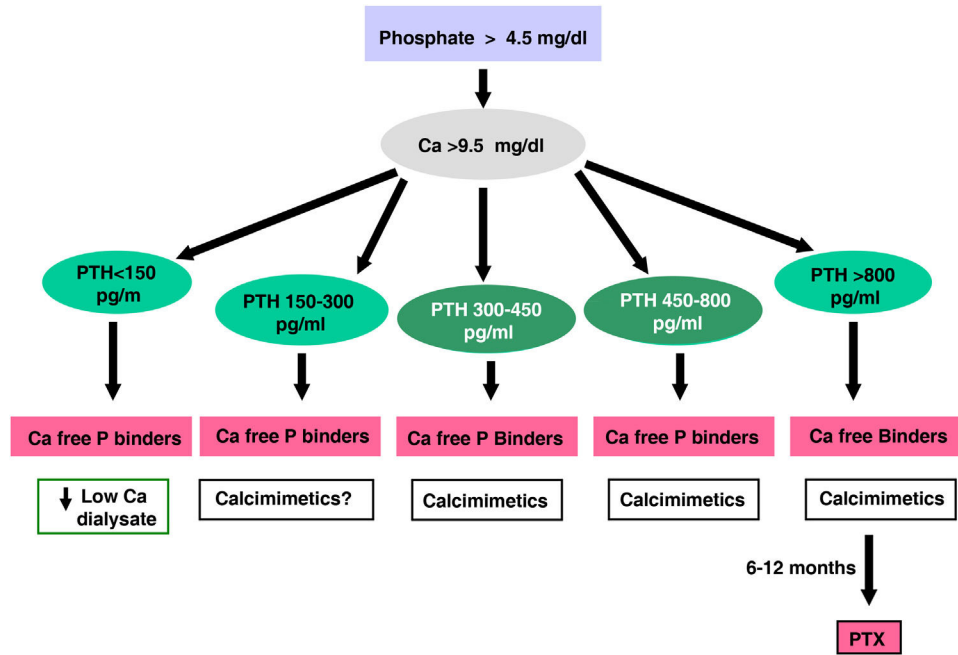 Phosphate > 4.5 mg/dl
Ca >9.5 mg/dl
PTH<150
pg/m
PTH 150-300
pg/ml
PTH 300-450
pg/ml
PTH 450-800
pg/ml
PTH >800
pg/ml
Ca free P binders
Ca free P binders
Ca free P Binders
Ca free P binders
Ca free Binders
Low Ca
dialysate
Calcimimetics?
Calcimimetics
Calcimimetics
Calcimimetics
6-12 months
PTX